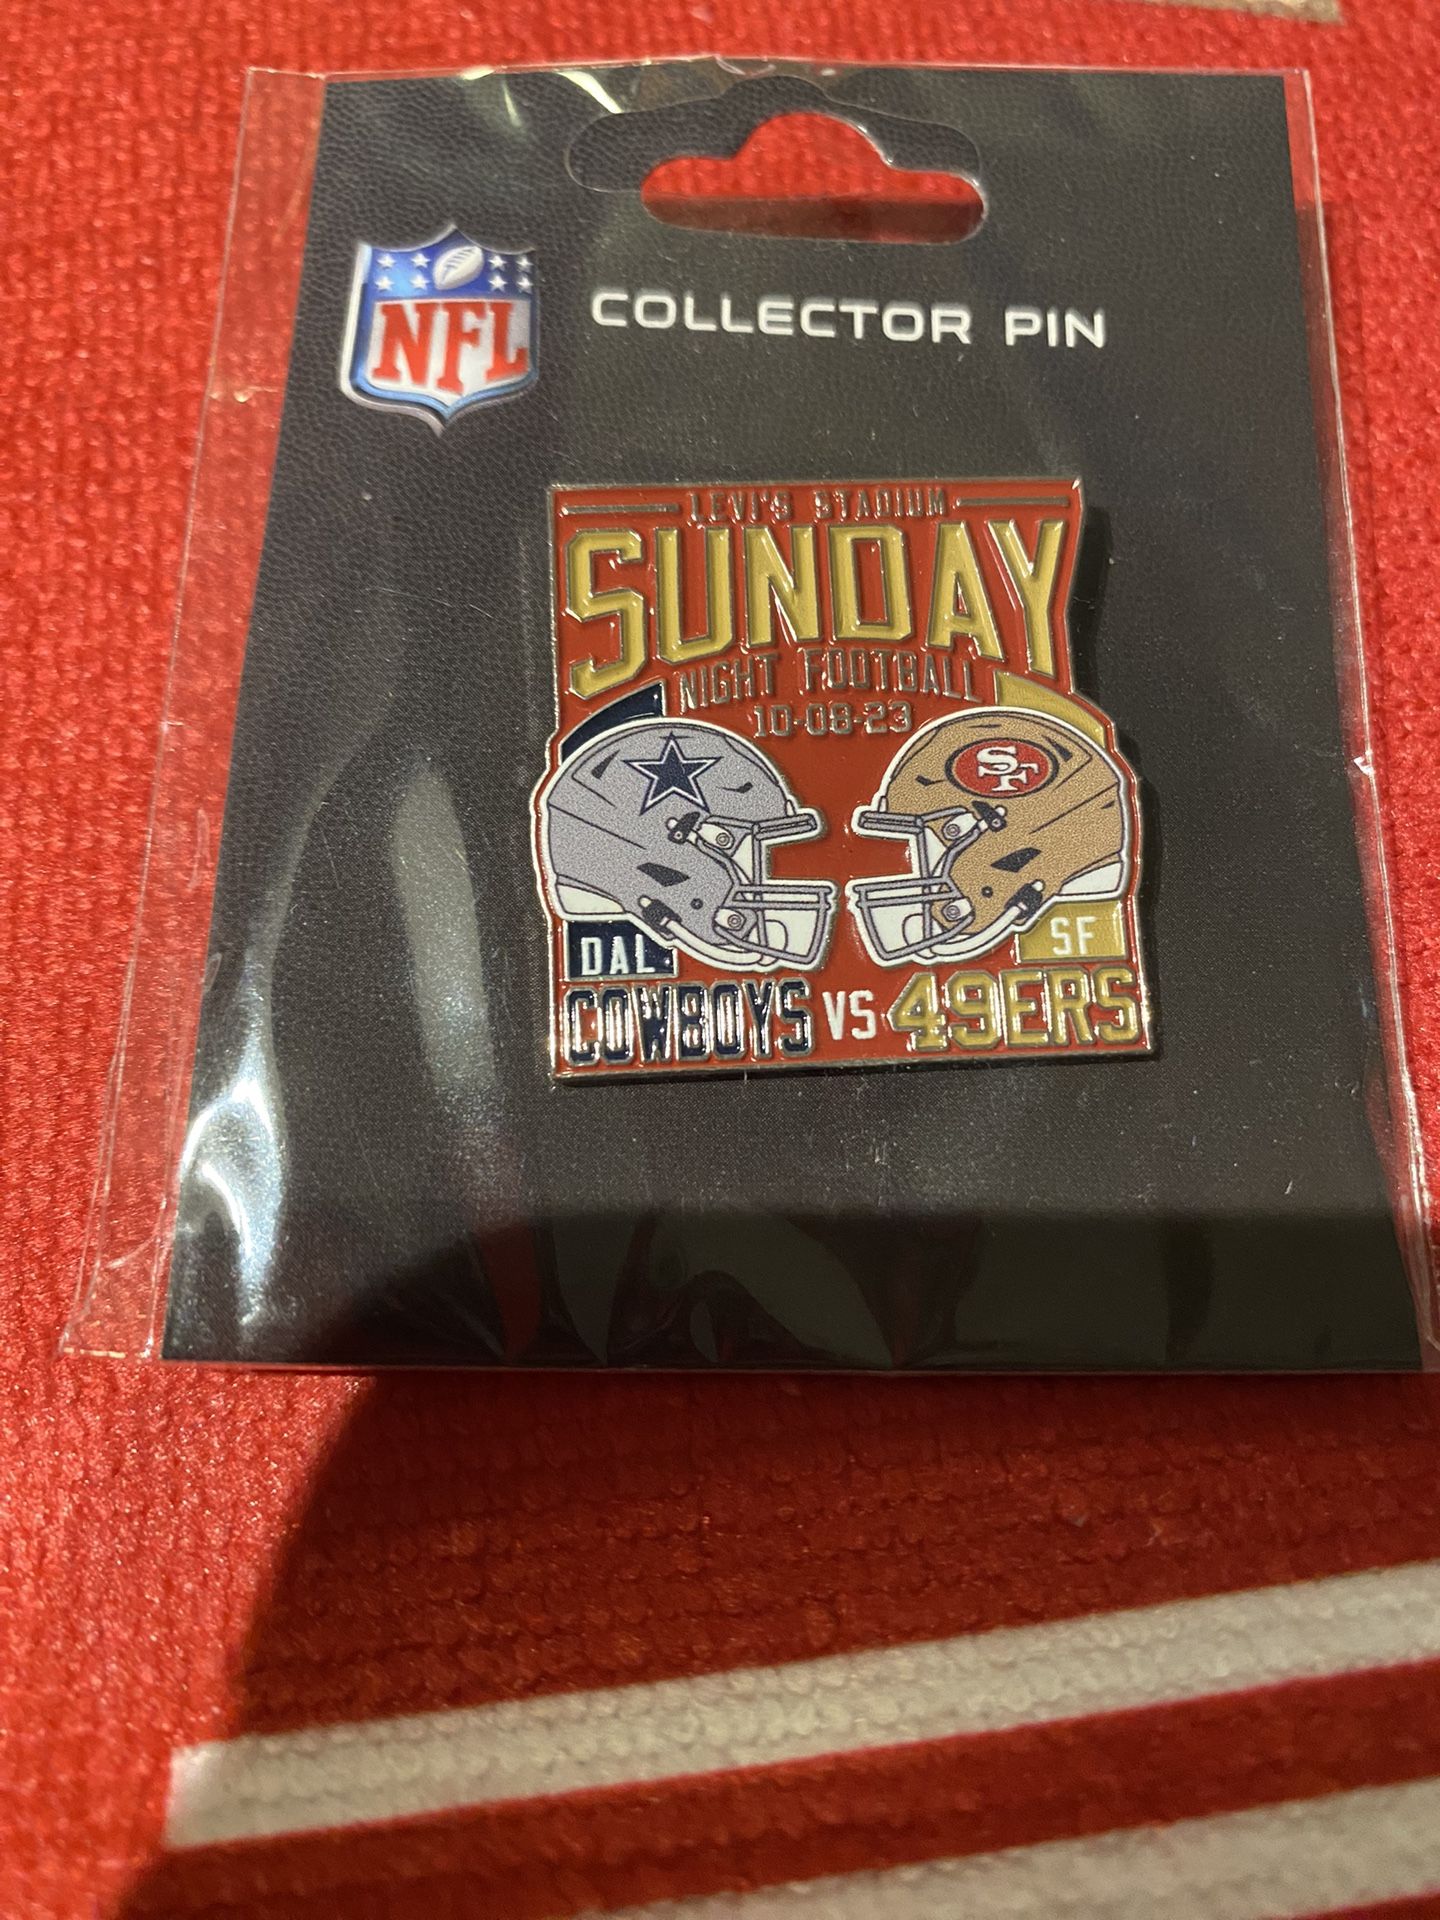 NFL
COLLECTOR PIN
LEVI'S STADIUM
SUNDAY
NIGHT FOOTBALL
10-08-23
SF
DAL
SF
COWBOYS VS 49ERS